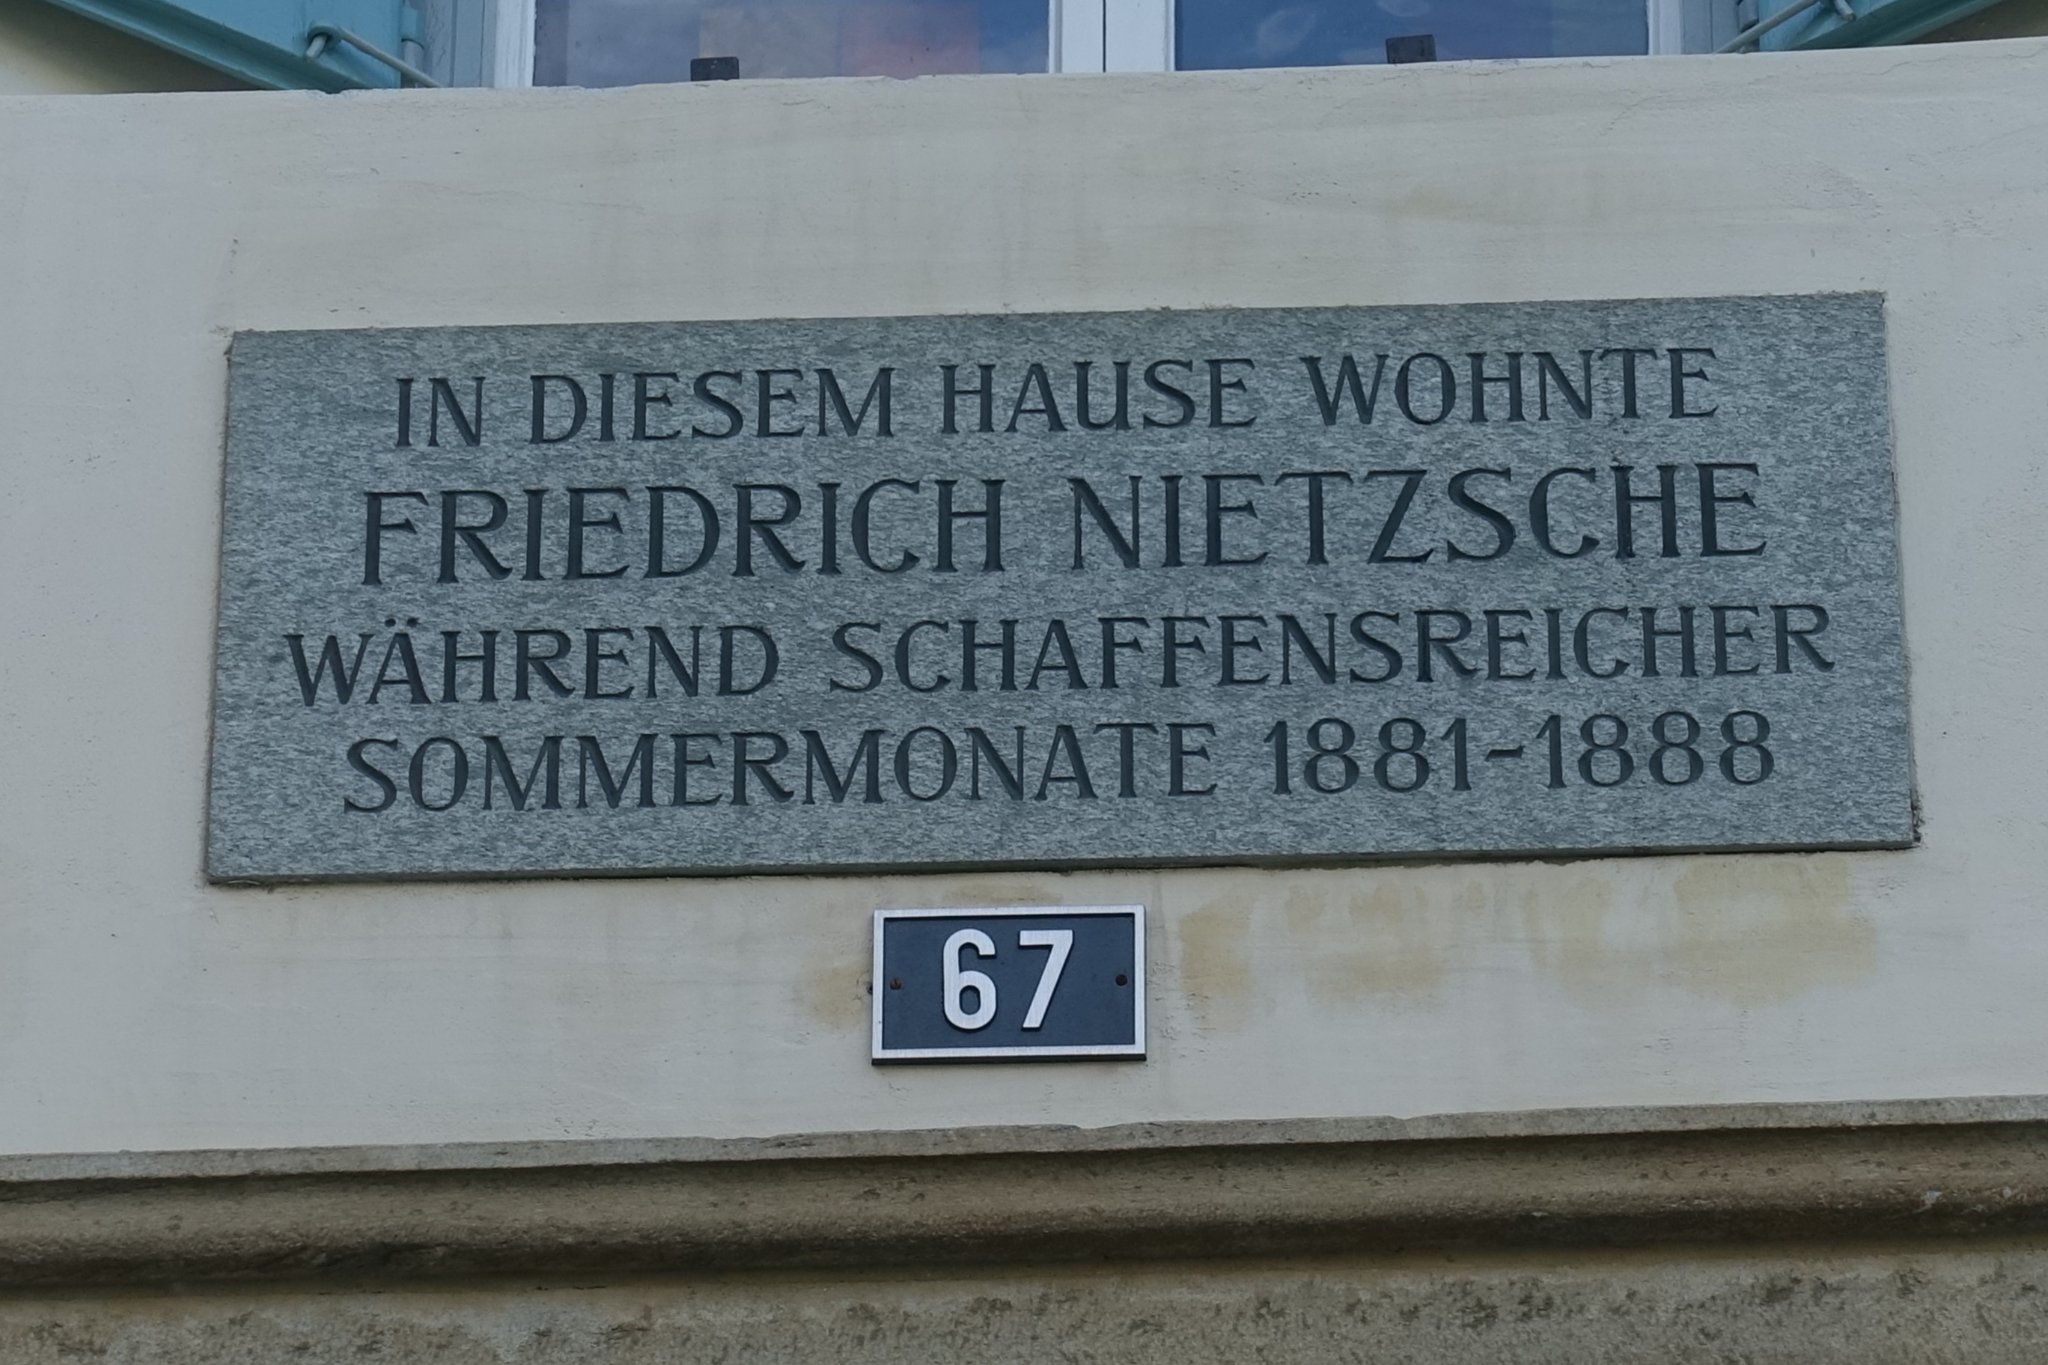 IN DIESEM HAUSE WOHNTE
FRIEDRICH NIETZSCHE
WÄHREND SCHAFFENSREICHER
SOMMERMONATE 1881-1888
67